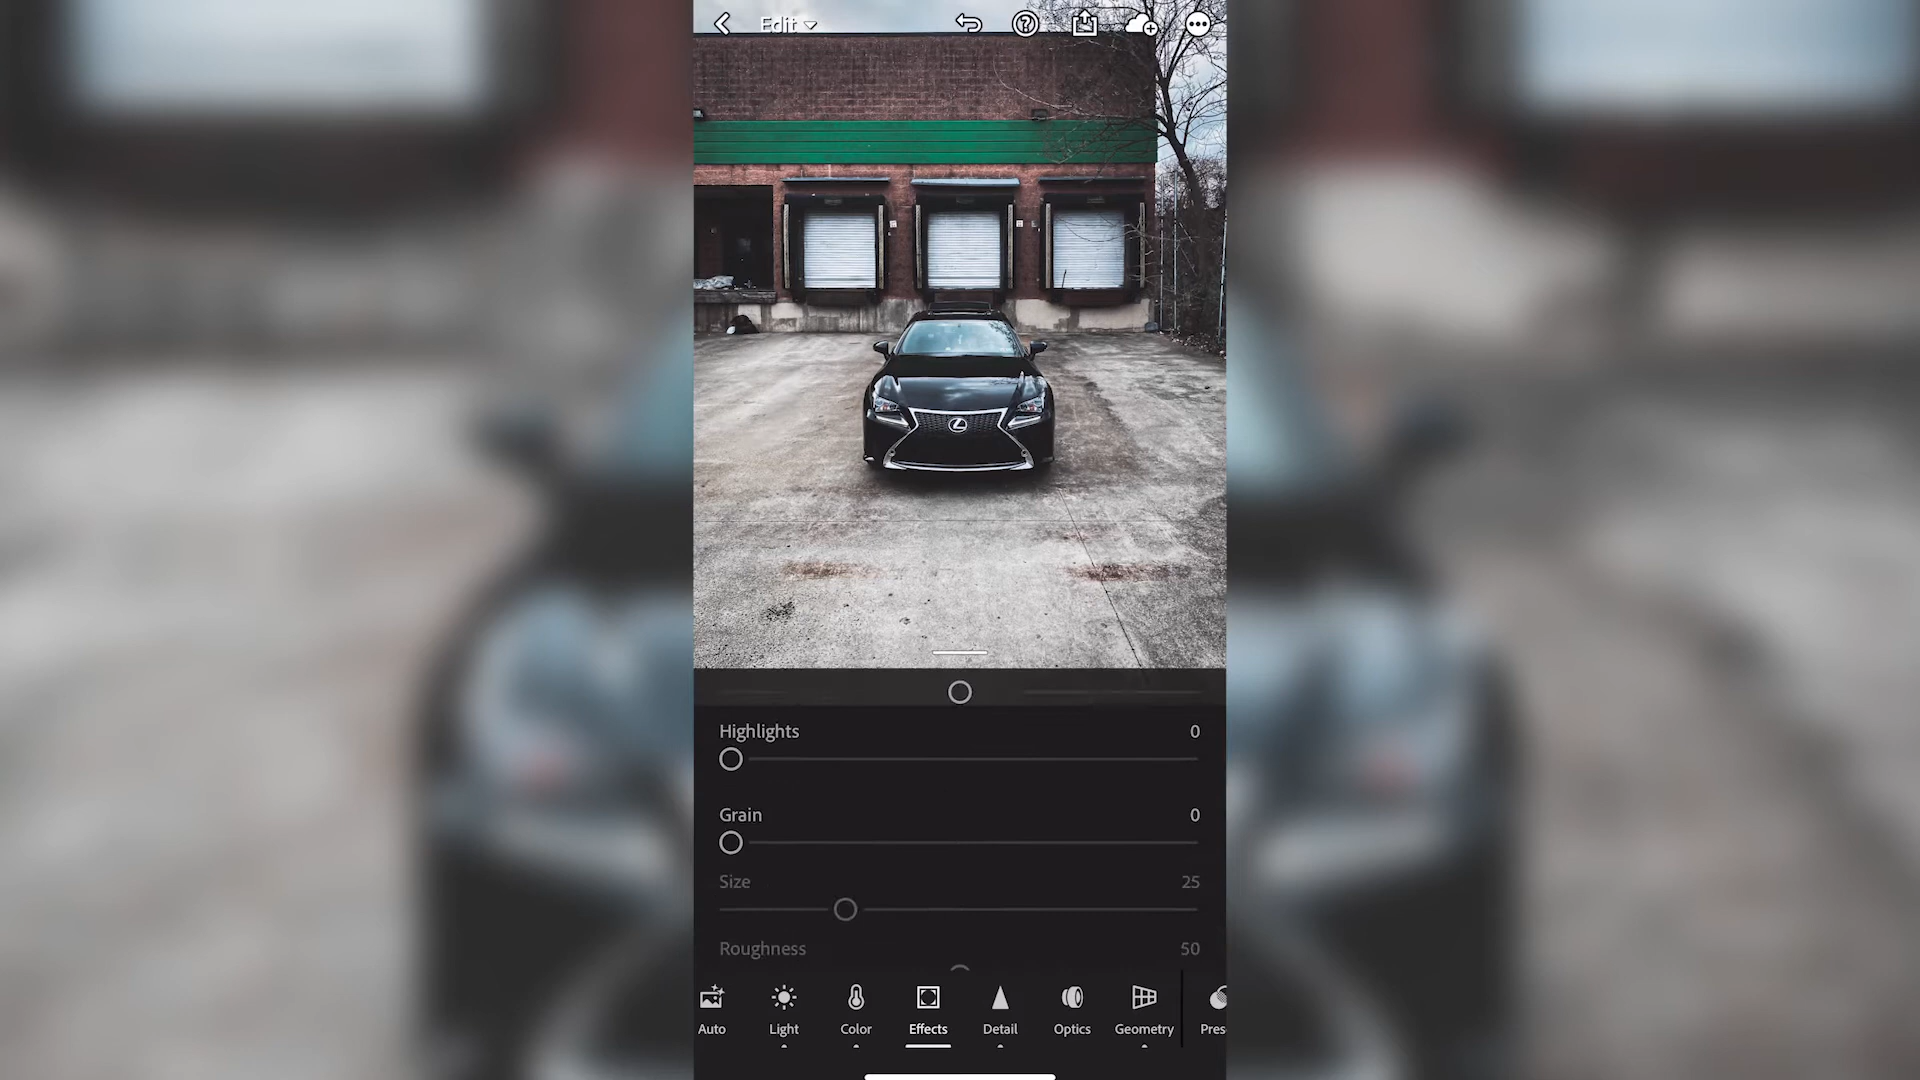 Edit
Highlights 0
Grain 0
Size 25
Roughness 50
Auto Light Color Effects Detail Optics Geometry Pres